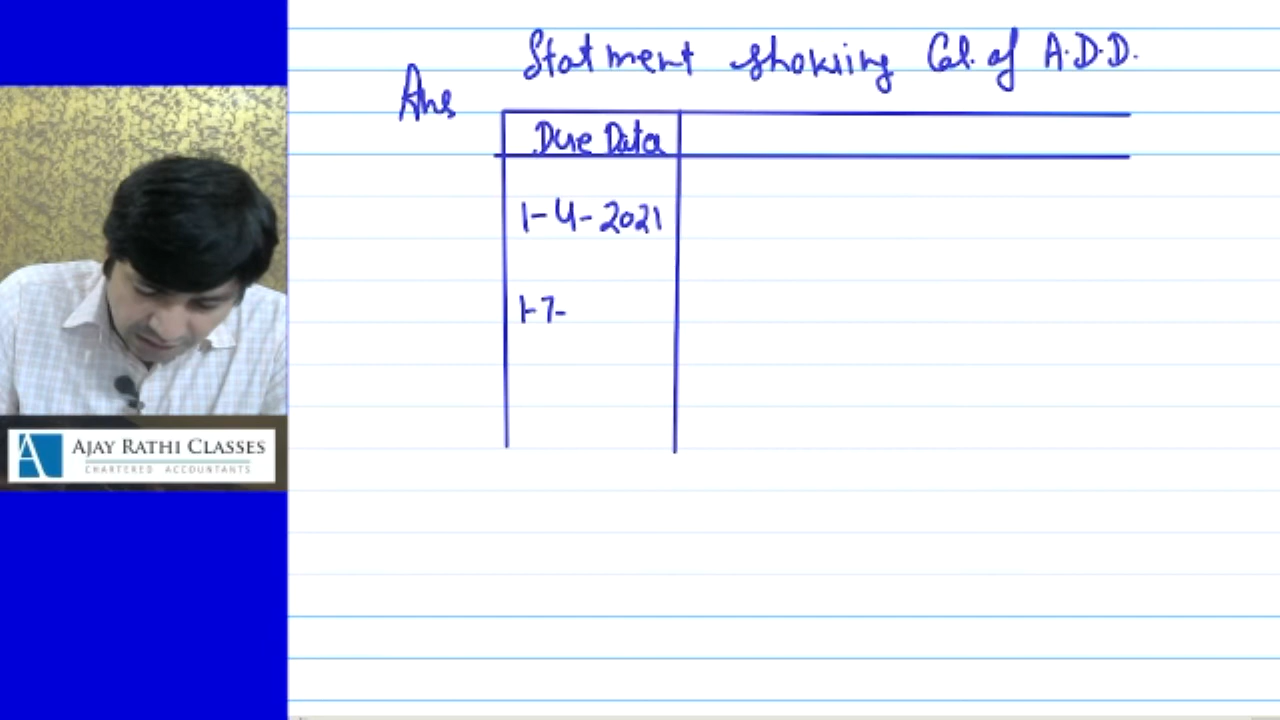 Statment showing Cal. of A.D.D.
Ans
Due Date
1-4-2021
1-7-
AJAY RATHI CLASSES
CHARTERED ACCOUNTANTS